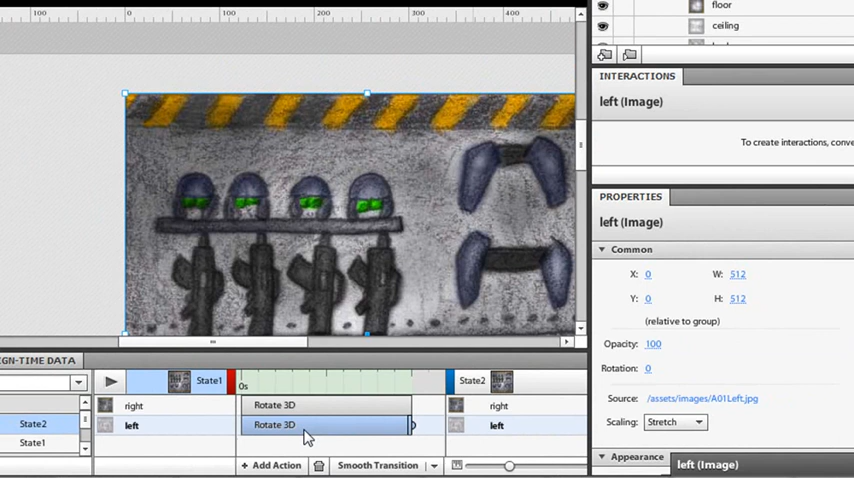 100
0
100
200
300
400
floor
ceiling
INTERACTIONS
left (Image)
To create interactions, conve
PROPERTIES
left (Image)
Common
X: 0 W: 512
Y: 0 H: 512
(relative to group)
Opacity: 100
Rotation: 0
Source: /assets/images/A01Left.jpg
Scaling: Stretch
Appearance left (Image)
GN-TIME DATA
State1
0s
State2
right
Rotate 3D
right
State2
left
Rotate 3D
left
State1
+ Add Action
Smooth Transition